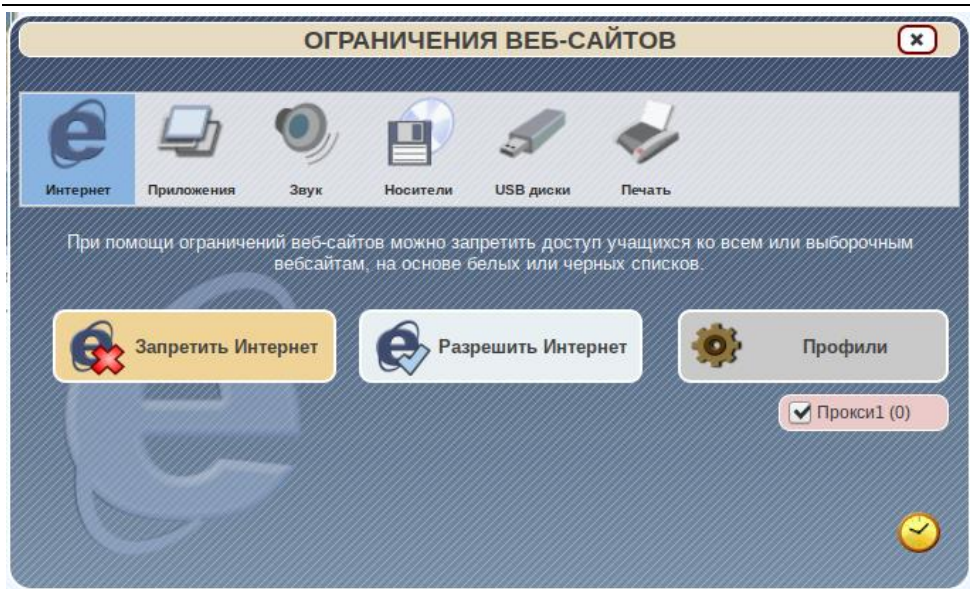 ОГРАНИЧЕНИЯ ВЕБ-САЙТОВ
Интернет
Приложения
Звук
Носители
USB диски
Печать
При помощи ограничений веб-сайтов можно запретить доступ учащихся ко всем или выборочным
вебсайтам, на основе белых или черных списков.
Запретить Интернет
Разрешить Интернет
Профили
Прокси1 (0)